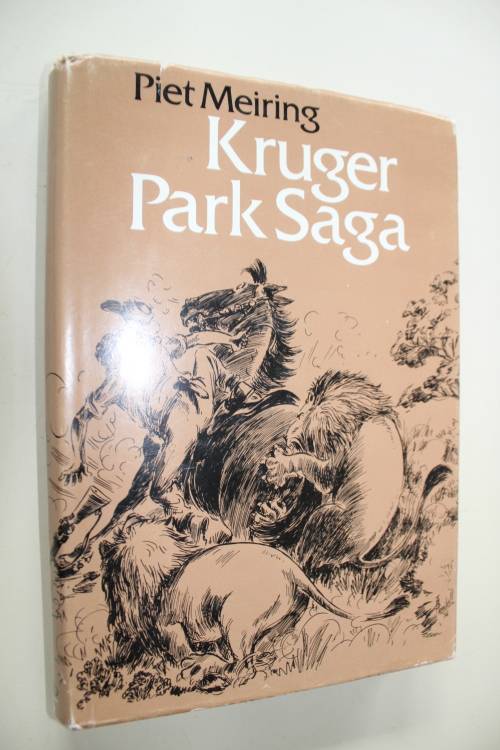 Piet Meiring
Kruger
Park Saga